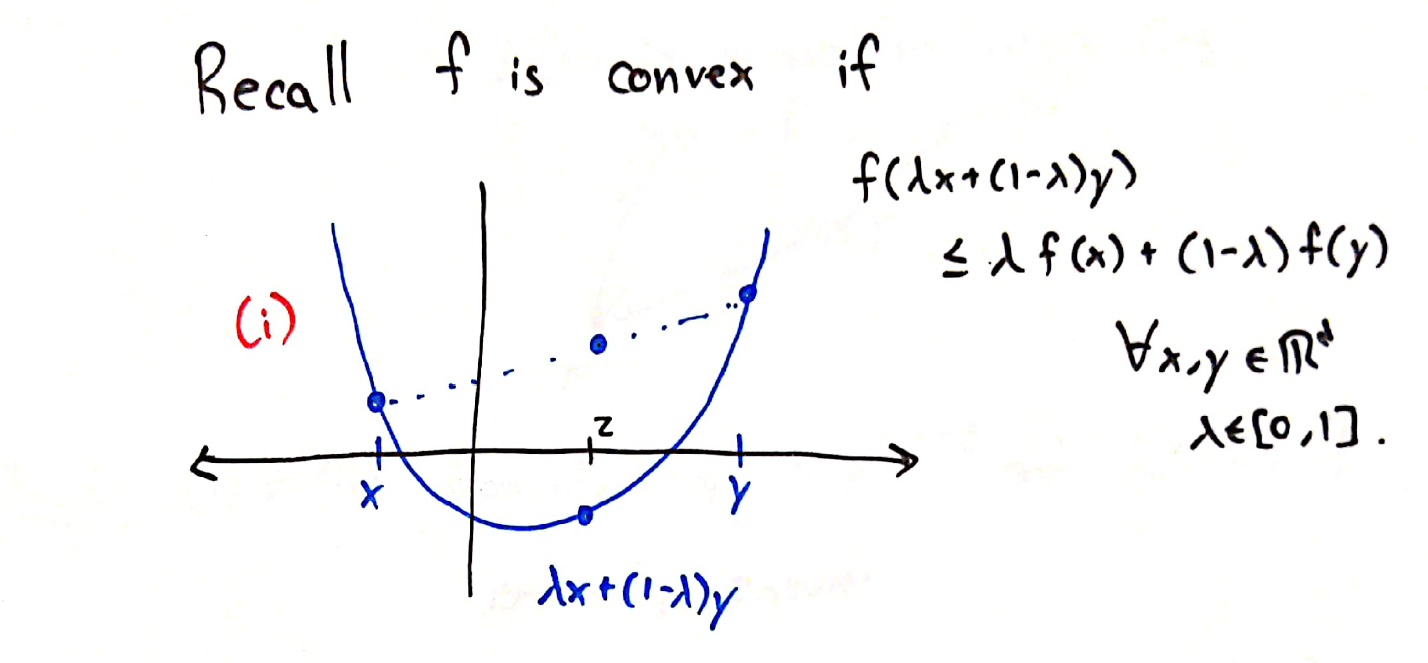 Recall f is convex if
f(λx+(1-λ)y)
≤ λf(x) + (1-λ)f(y)
∀x,y ∈ ℝᵈ
λ∈[0,1].
(i)
z
x
y
λx+(1-λ)y